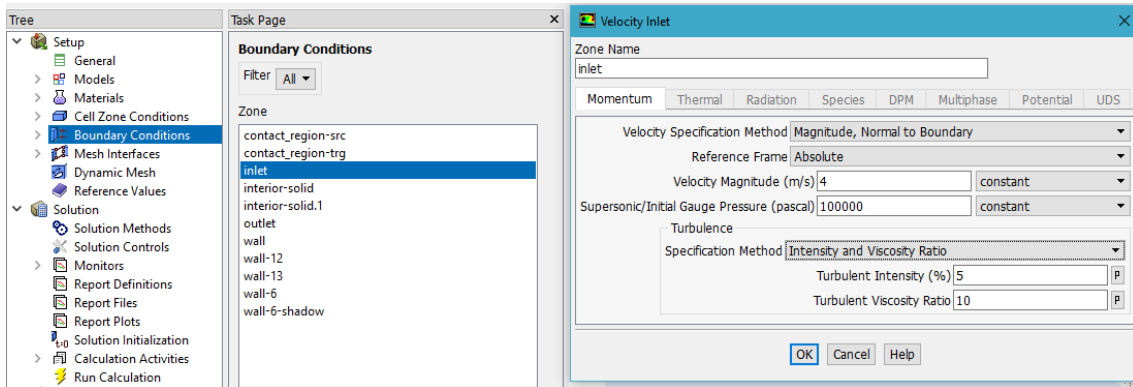 Tree
Setup
General
Models
Materials
Cell Zone Conditions
Boundary Conditions
Mesh Interfaces
Dynamic Mesh
Reference Values
Solution
Solution Methods
Solution Controls
Monitors
Report Definitions
Report Files
Report Plots
t=0 Solution Initialization
Calculation Activities
Run Calculation
Task Page
Boundary Conditions
Filter All
Zone
contact_region-src
contact_region-trg
inlet
interior-solid
interior-solid.1
outlet
wall
wall-12
wall-13
wall-6
wall-6-shadow
Velocity Inlet
Zone Name
inlet
Momentum Thermal Radiation Species DPM Multiphase Potential UDS
Velocity Specification Method Magnitude, Normal to Boundary
Reference Frame Absolute
Velocity Magnitude (m/s) 4 constant
Supersonic/Initial Gauge Pressure (pascal) 100000 constant
Turbulence
Specification Method Intensity and Viscosity Ratio
Turbulent Intensity (%) 5 P
Turbulent Viscosity Ratio 10 P
OK Cancel Help